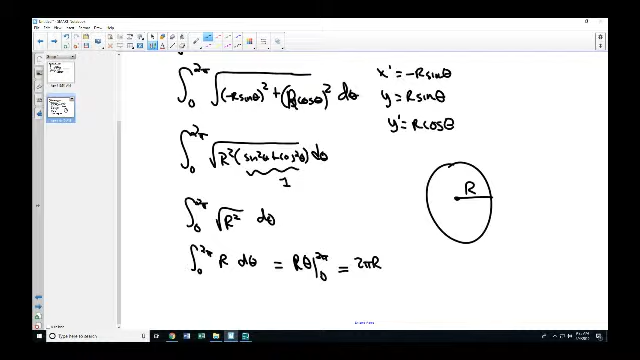 ∫₀^2π √((-Rsinθ)² + (Rcosθ)²) dθ
x' = -Rsinθ
y = Rsinθ
y' = Rcosθ
∫₀^2π √(R²(sin²θ + cos²θ)) dθ
1
R
∫₀^2π √(R²) dθ
∫₀^2π R dθ = Rθ|₀^2π = 2πR